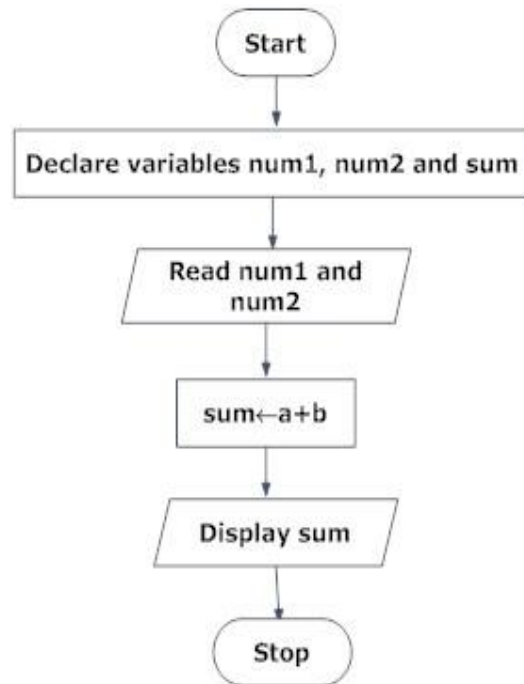 Start
Declare variables num1, num2 and sum
Read num1 and
num2
sum←a+b
Display sum
Stop